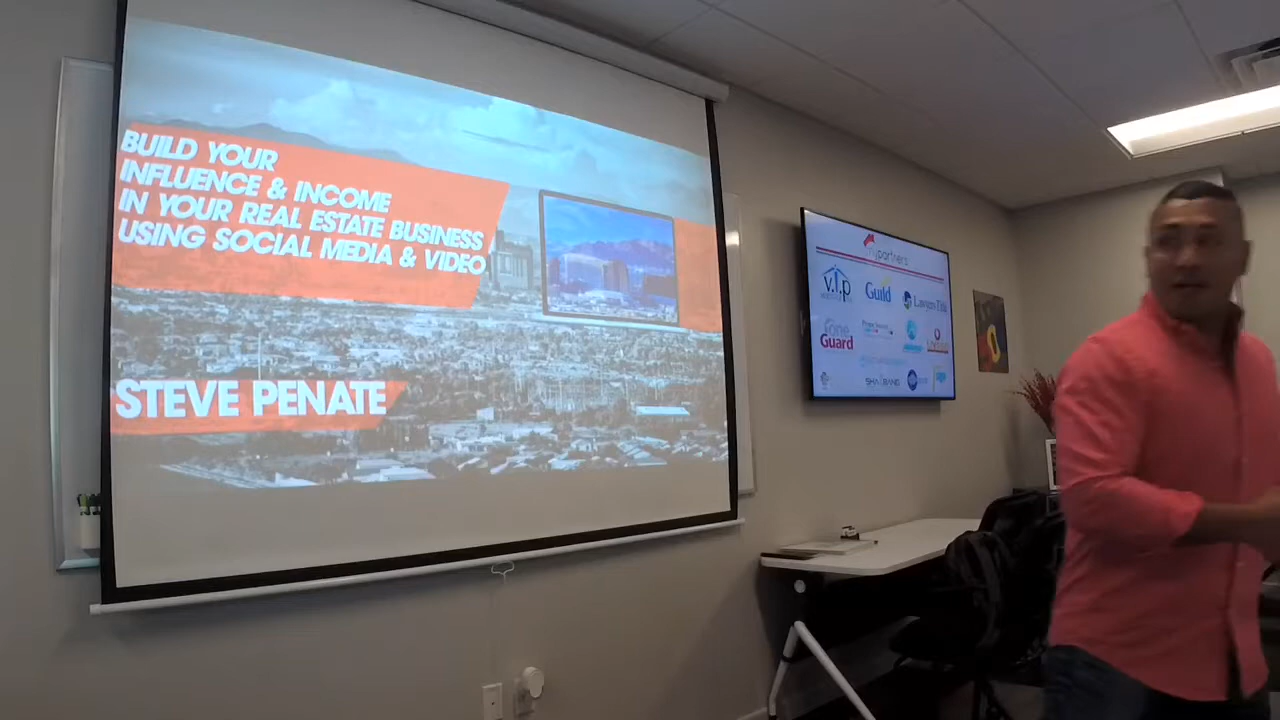 BUILD YOUR
INFLUENCE & INCOME
IN YOUR REAL ESTATE BUSINESS
USING SOCIAL MEDIA & VIDEO
STEVE PENATE
partners
v.i.p
Guild
Lawyers Title
Guard